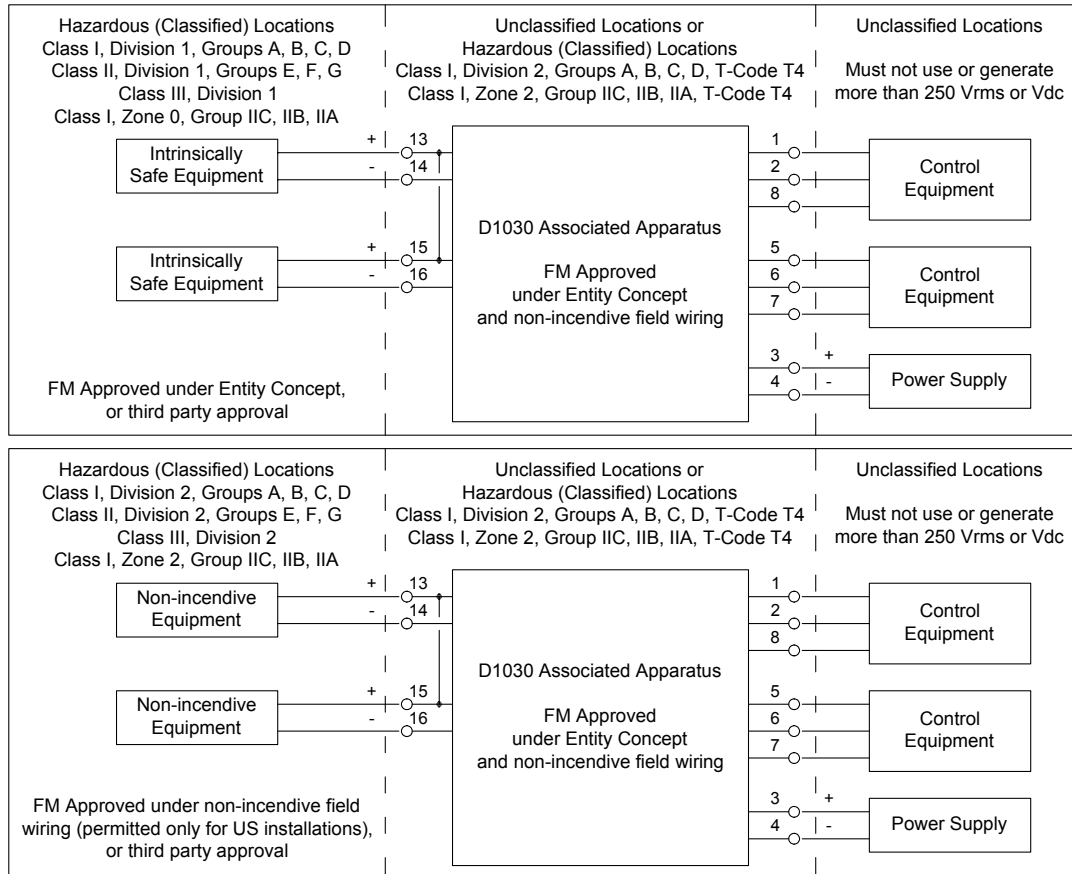 Hazardous (Classified) Locations
Class I, Division 1, Groups A, B, C, D
Class II, Division 1, Groups E, F, G
Class III, Division 1
Class I, Zone 0, Group IIC, IIB, IIA
Unclassified Locations or
Hazardous (Classified) Locations
Class I, Division 2, Groups A, B, C, D, T-Code T4
Class I, Zone 2, Group IIC, IIB, IIA, T-Code T4
Unclassified Locations
Must not use or generate
more than 250 Vrms or Vdc
Intrinsically
Safe Equipment
+
-
13
14
Intrinsically
Safe Equipment
+
-
15
16
D1030 Associated Apparatus
FM Approved
under Entity Concept
and non-incendive field wiring
1
2
8
Control
Equipment
5
6
7
Control
Equipment
3
4
+
-
Power Supply
FM Approved under Entity Concept,
or third party approval
Hazardous (Classified) Locations
Class I, Division 2, Groups A, B, C, D
Class II, Division 2, Groups E, F, G
Class III, Division 2
Class I, Zone 2, Group IIC, IIB, IIA
Unclassified Locations or
Hazardous (Classified) Locations
Class I, Division 2, Groups A, B, C, D, T-Code T4
Class I, Zone 2, Group IIC, IIB, IIA, T-Code T4
Unclassified Locations
Must not use or generate
more than 250 Vrms or Vdc
Non-incendive
Equipment
+
-
13
14
Non-incendive
Equipment
+
-
15
16
D1030 Associated Apparatus
FM Approved
under Entity Concept
and non-incendive field wiring
1
2
8
Control
Equipment
5
6
7
Control
Equipment
3
4
+
-
Power Supply
FM Approved under non-incendive field
wiring (permitted only for US installations),
or third party approval